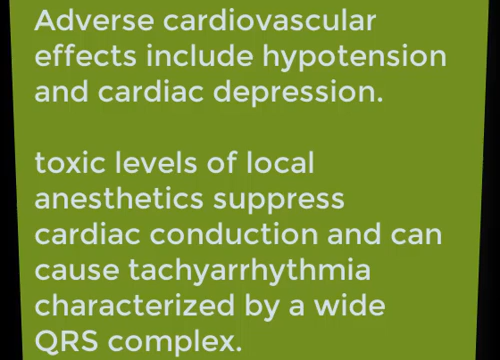 Adverse cardiovascular
effects include hypotension
and cardiac depression.
toxic levels of local
anesthetics suppress
cardiac conduction and can
cause tachyarrhythmia
characterized by a wide
QRS complex.